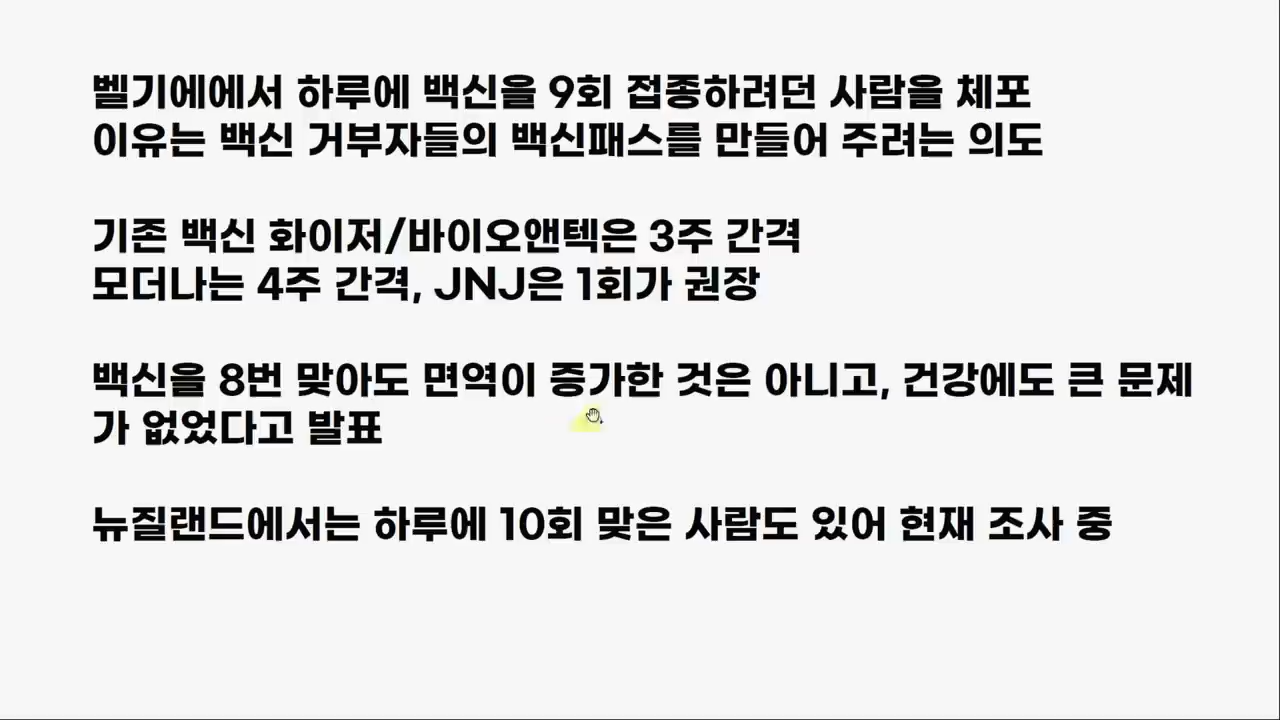 벨기에에서 하루에 백신을 9회 접종하려던 사람을 체포
이유는 백신 거부자들의 백신패스를 만들어 주려는 의도
기존 백신 화이저/바이오앤텍은 3주 간격
모더나는 4주 간격, JNJ은 1회가 권장
백신을 8번 맞아도 면역이 증가한 것은 아니고, 건강에도 큰 문제
가 없었다고 발표
뉴질랜드에서는 하루에 10회 맞은 사람도 있어 현재 조사 중